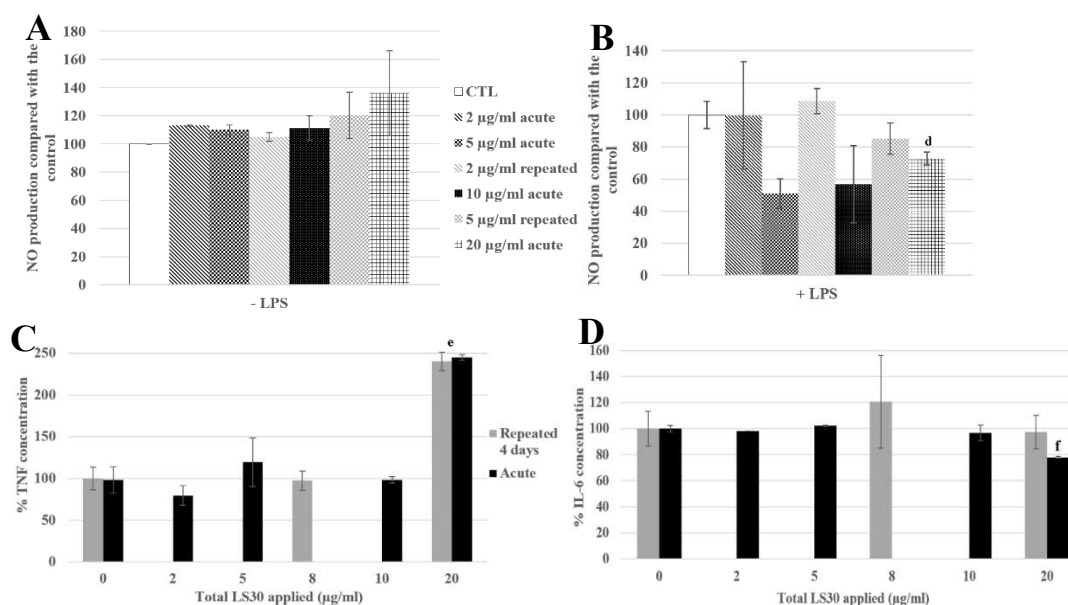 A
NO production compared with the
control
180
160
140
120
100
80
60
40
20
0
- LPS
CTL
2 µg/ml acute
5 µg/ml acute
2 µg/ml repeated
10 µg/ml acute
5 µg/ml repeated
20 µg/ml acute
B
NO production compared with the
control
140
120
100
80
60
40
20
0
d
+ LPS
C
% TNF concentration
250
200
150
100
50
0
e
0 2 5 8 10 20
Total LS30 applied (µg/ml)
Repeated
4 days
Acute
D
% IL-6 concentration
160
140
120
100
80
60
40
20
0
f
0 2 5 8 10 20
Total LS30 applied (µg/ml)